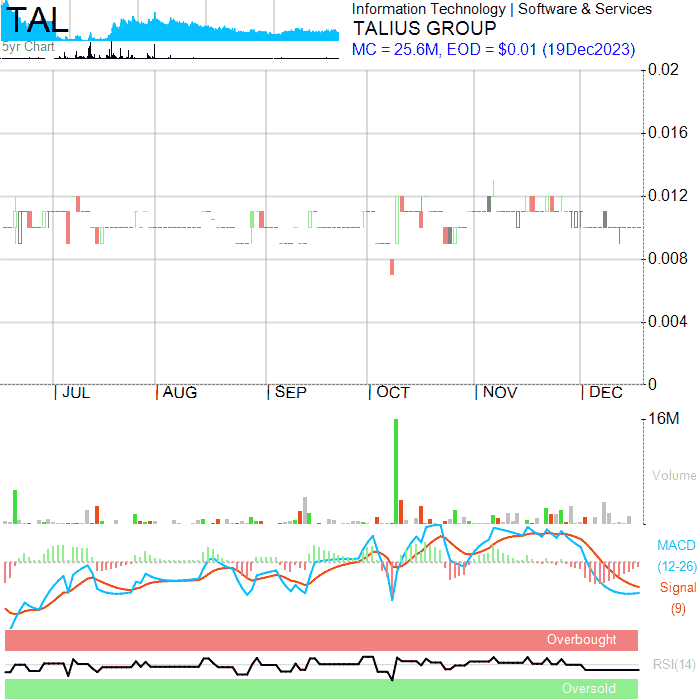 TAL
5yr Chart
Information Technology | Software & Services
TALIUS GROUP
MC = 25.6M, EOD = $0.01 (19Dec2023)
0.02
0.016
0.012
0.008
0.004
0
JUL
AUG
SEP
OCT
NOV
DEC
16M
Volume
MACD
(12-26)
Signal
(9)
Overbought
RSI(14)
Oversold